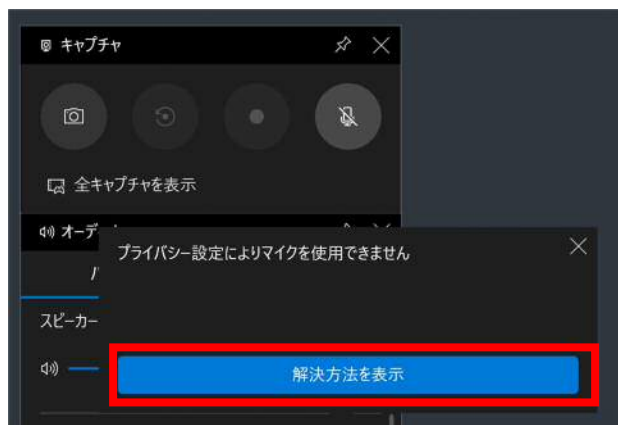 キャプチャ
全キャプチャを表示
オーデ
プライバシー設定によりマイクを使用できません
スピーカー
解決方法を表示